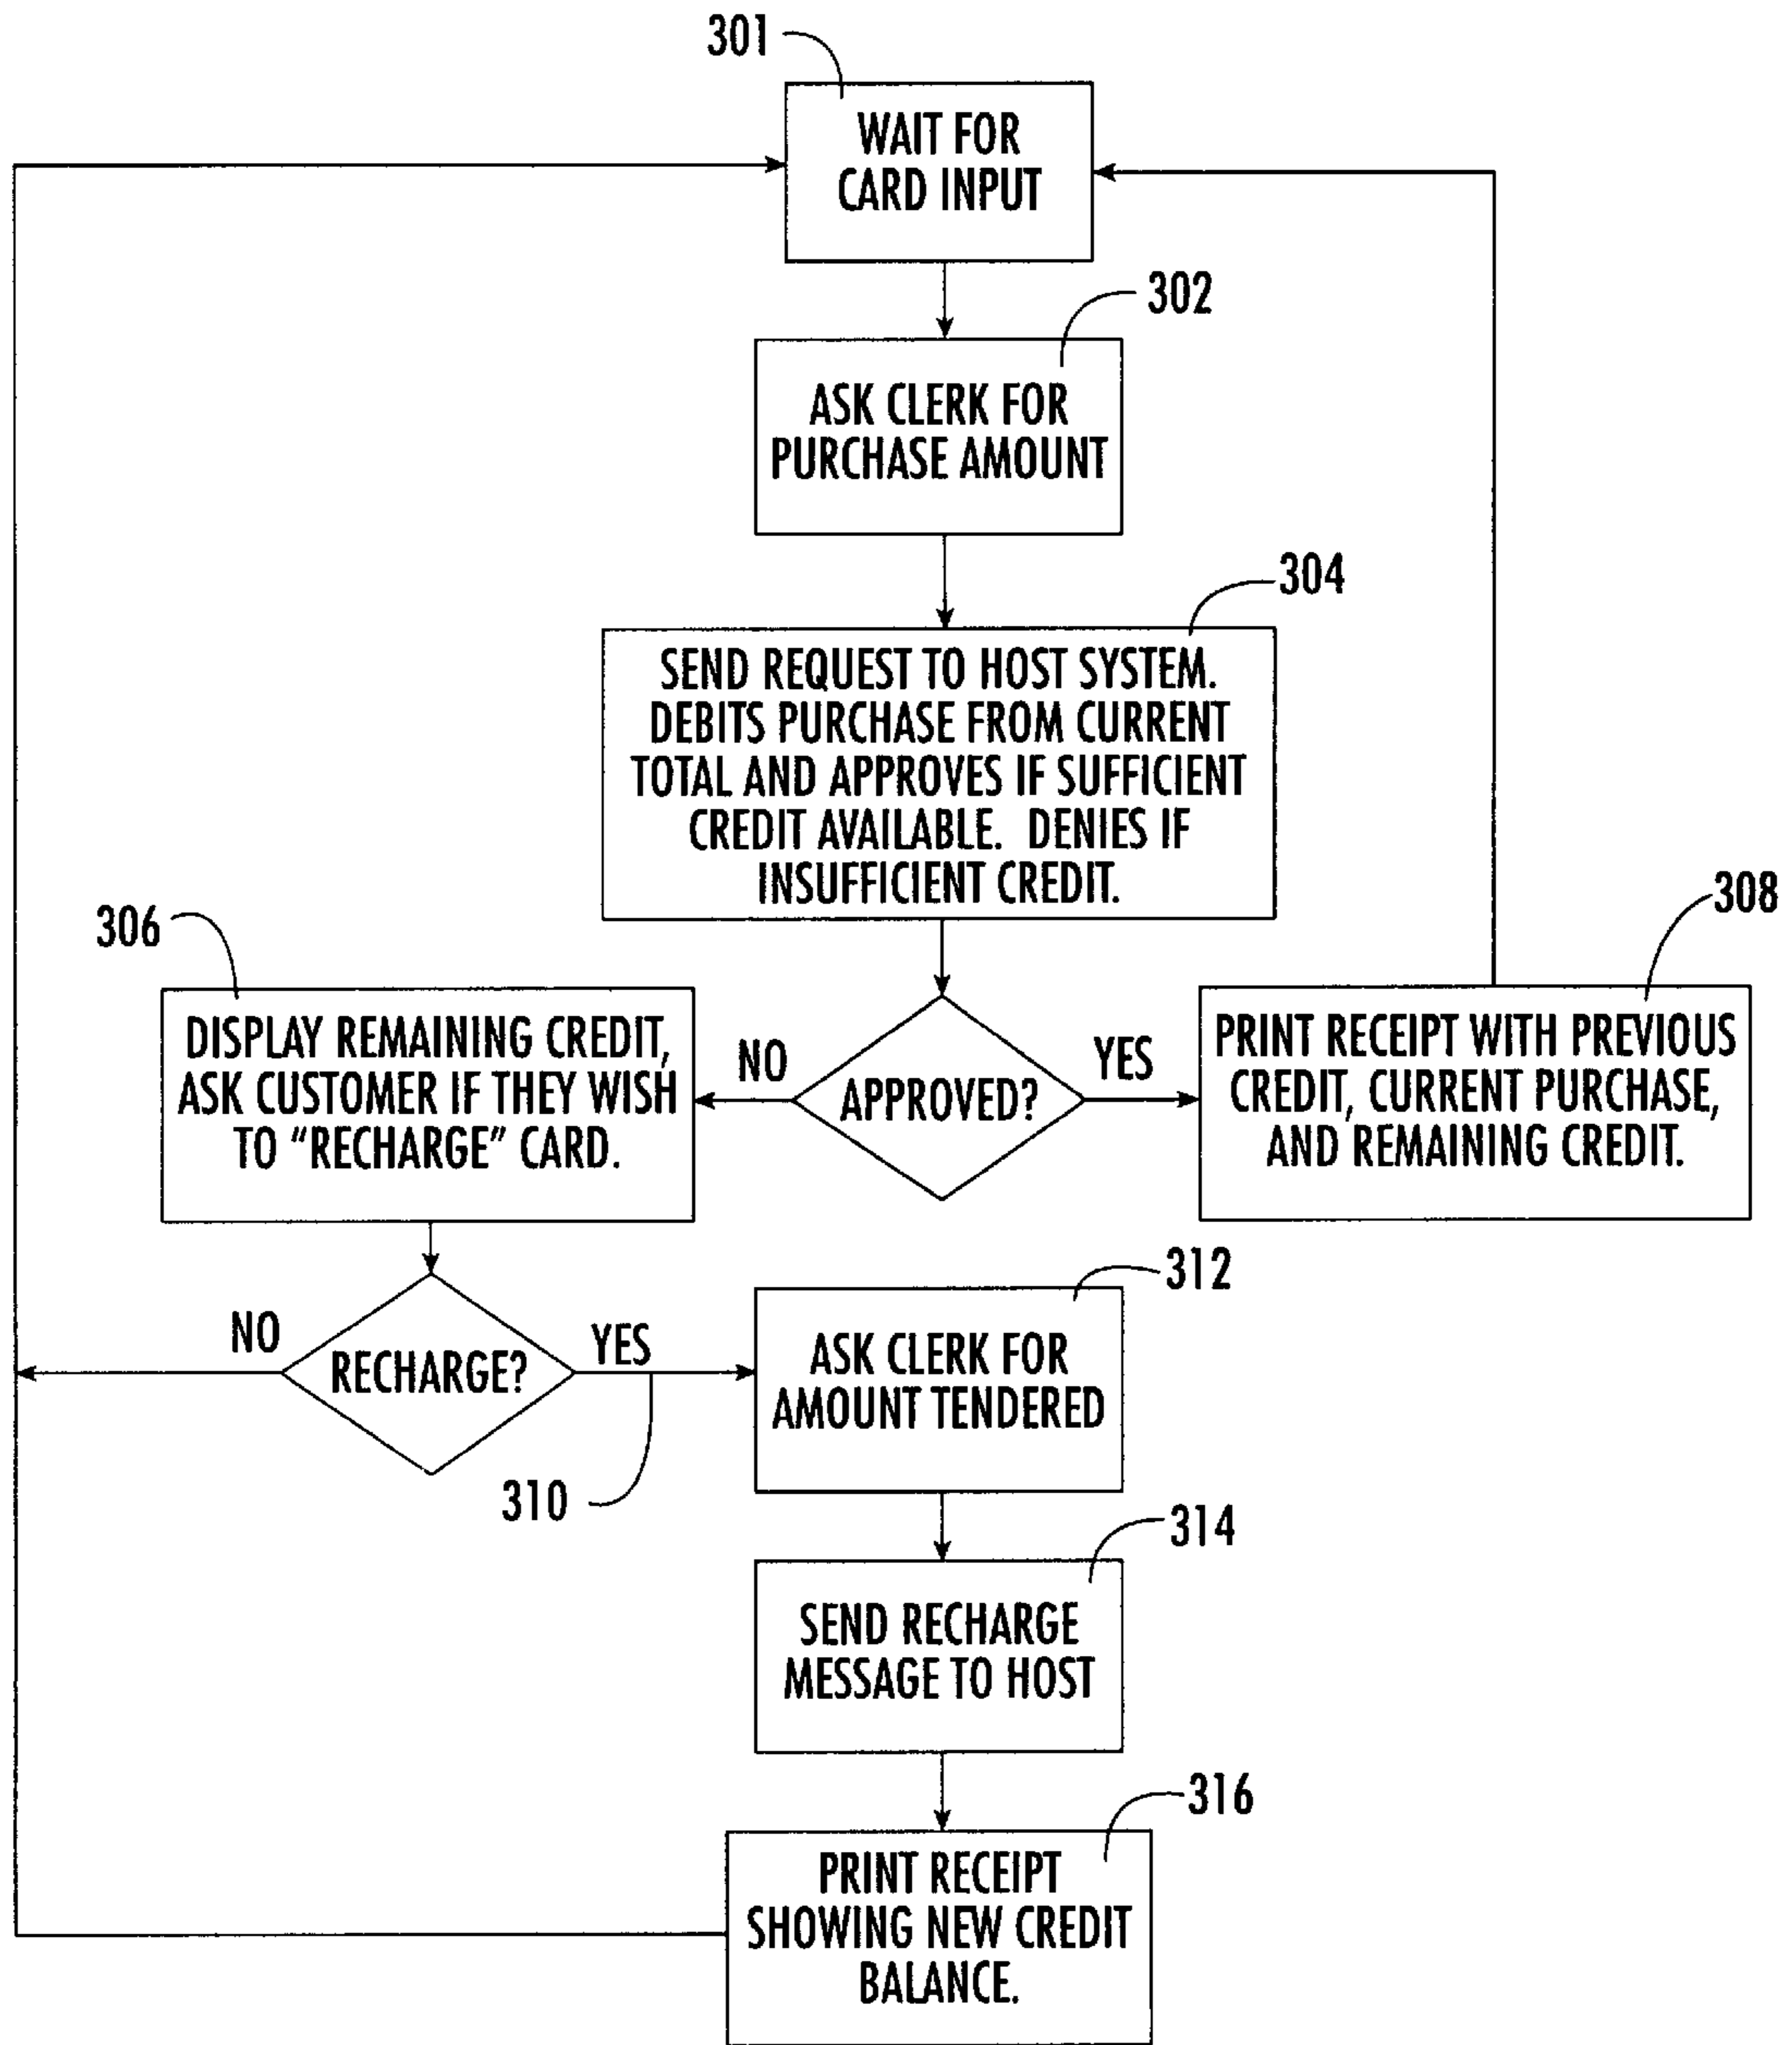 301
WAIT FOR
CARD INPUT
302
ASK CLERK FOR
PURCHASE AMOUNT
304
SEND REQUEST TO HOST SYSTEM.
DEBITS PURCHASE FROM CURRENT
TOTAL AND APPROVES IF SUFFICIENT
CREDIT AVAILABLE. DENIES IF
INSUFFICIENT CREDIT.
306
DISPLAY REMAINING CREDIT,
ASK CUSTOMER IF THEY WISH
TO "RECHARGE" CARD.
NO
APPROVED?
YES
308
PRINT RECEIPT WITH PREVIOUS
CREDIT, CURRENT PURCHASE,
AND REMAINING CREDIT.
NO
RECHARGE?
YES
310
312
ASK CLERK FOR
AMOUNT TENDERED
314
SEND RECHARGE
MESSAGE TO HOST
316
PRINT RECEIPT
SHOWING NEW CREDIT
BALANCE.